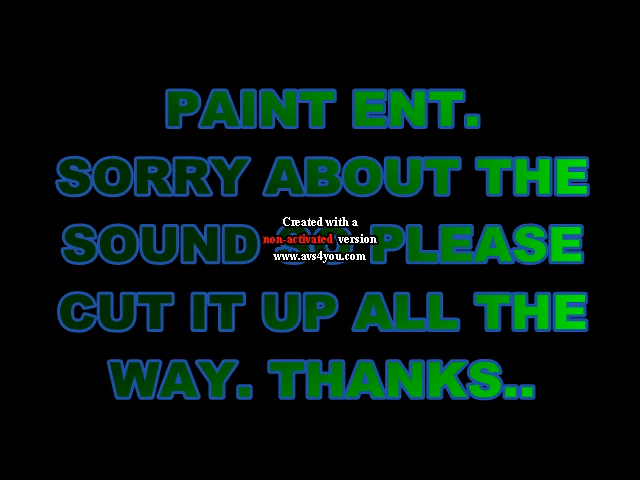 PAINT ENT.
SORRY ABOUT THE
SOUND SO PLEASE
CUT IT UP ALL THE
WAY. THANKS..
Created with a
non-activated version
www.avs4you.com